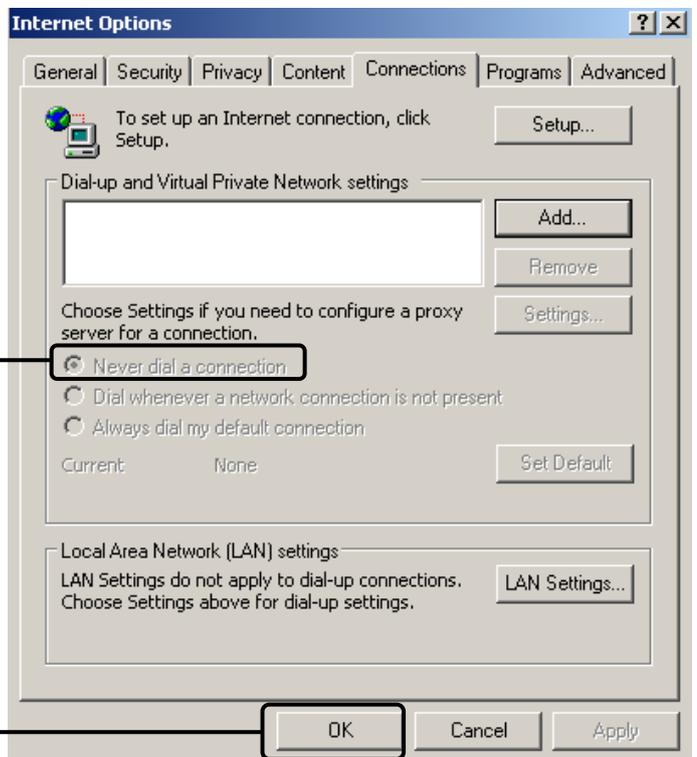 Internet Options
General Security Privacy Content Connections Programs Advanced
To set up an Internet connection, click
Setup.
Setup...
Dial-up and Virtual Private Network settings
Add...
Remove
Choose Settings if you need to configure a proxy
server for a connection.
Settings...
Never dial a connection
Dial whenever a network connection is not present
Always dial my default connection
Current None Set Default
Local Area Network (LAN) settings
LAN Settings do not apply to dial-up connections.
Choose Settings above for dial-up settings.
LAN Settings...
OK Cancel Apply